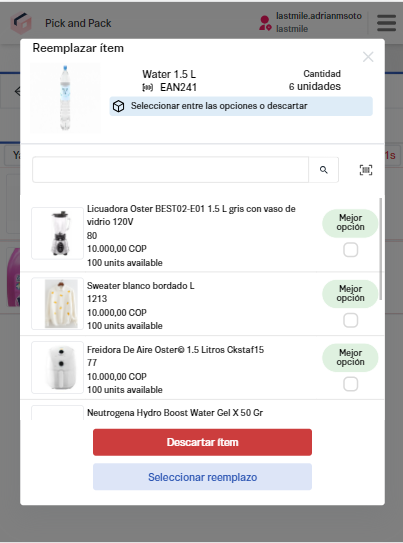 Pick and Pack
lastmile.adrianmsoto
lastmile
Reemplazar ítem
Water 1.5 L
EAN241
Cantidad
6 unidades
Seleccionar entre las opciones o descartar
Ya
1s
Licuadora Oster BEST02-E01 1.5 L gris con vaso de
vidrio 120V
80
10.000,00 COP
100 units available
Mejor
opción
Sweater blanco bordado L
1213
10.000,00 COP
100 units available
Mejor
opción
Freidora De Aire Oster© 1.5 Litros Ckstaf15
77
10.000,00 COP
100 units available
Mejor
opción
Neutrogena Hydro Boost Water Gel X 50 Gr
Descartar ítem
Seleccionar reemplazo